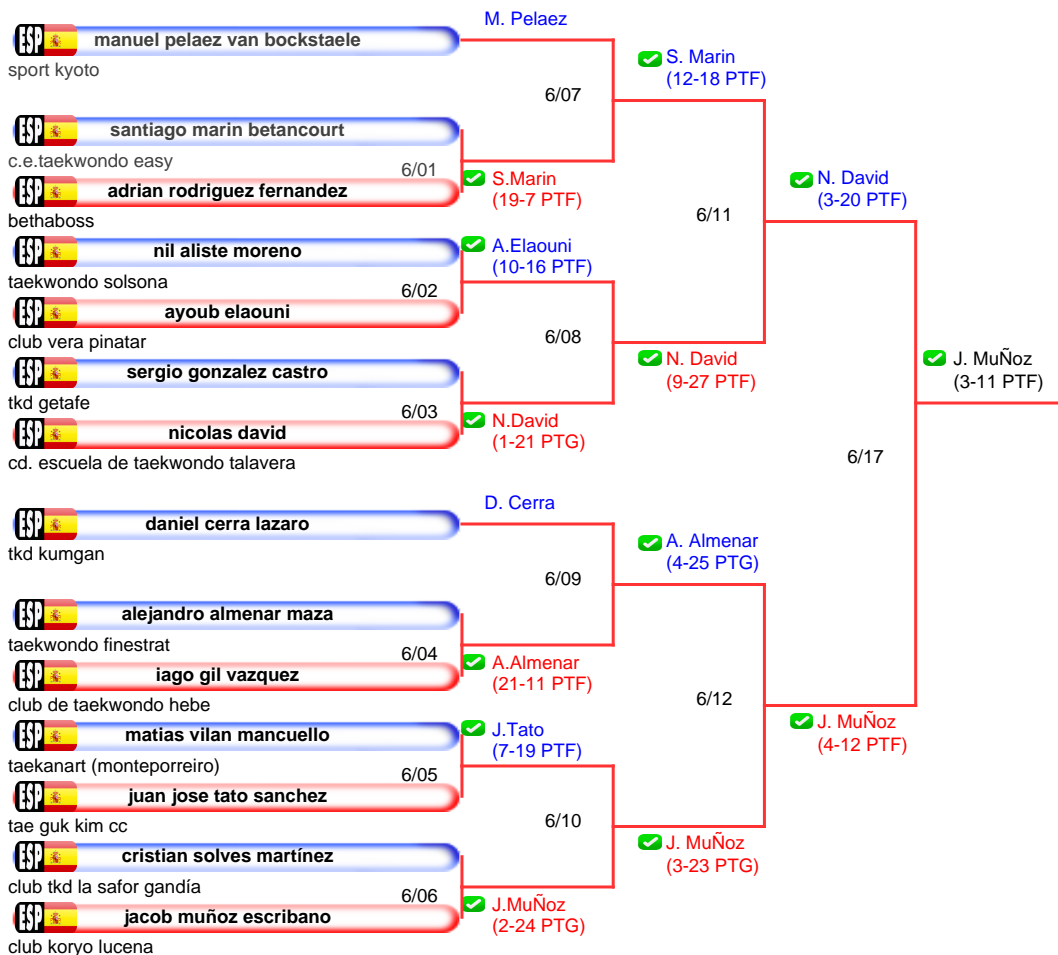 M. Pelaez
ESP manuel pelaez van bockstaele
sport kyoto
S. Marin
(12-18 PTF)
6/07
ESP santiago marin betancourt
c.e.taekwondo easy
6/01
ESP adrian rodriguez fernandez
bethaboss
S.Marin
(19-7 PTF)
N. David
(3-20 PTF)
6/11
ESP nil aliste moreno
taekwondo solsona
A.Elaouni
(10-16 PTF)
6/02
ESP ayoub elaouni
club vera pinatar
6/08
ESP sergio gonzalez castro
tkd getafe
N. David
(9-27 PTF)
J. MuÑoz
(3-11 PTF)
6/03
ESP nicolas david
cd. escuela de taekwondo talavera
N.David
(1-21 PTG)
6/17
D. Cerra
ESP daniel cerra lazaro
tkd kumgan
A. Almenar
(4-25 PTG)
6/09
ESP alejandro almenar maza
taekwondo finestrat
6/04
ESP iago gil vazquez
club de taekwondo hebe
A.Almenar
(21-11 PTF)
6/12
J. MuÑoz
(4-12 PTF)
ESP matias vilan mancuello
taekanart (monteporreiro)
J.Tato
(7-19 PTF)
6/05
ESP juan jose tato sanchez
tae guk kim cc
6/10
ESP cristian solves martínez
club tkd la safor gandía
J. MuÑoz
(3-23 PTG)
6/06
ESP jacob muñoz escribano
club koryo lucena
J.MuÑoz
(2-24 PTG)